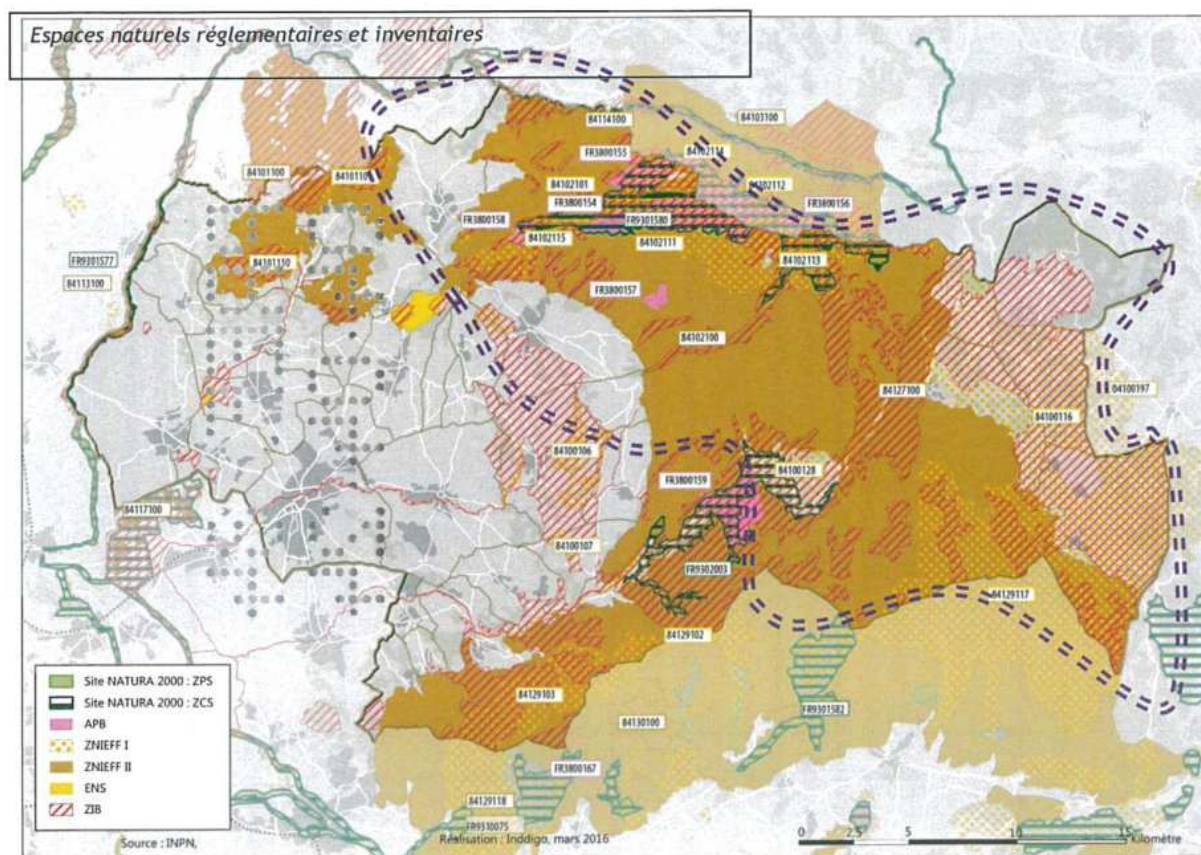 Espaces naturels réglementaires et inventaires
84114100
84103100
FR3800155
84102114
84101100
84101101
84102101
84102112
FR3800154
FR3800156
FR3800158
FR9301580
84102115
84102111
FR9301577
84101110
84102113
84113100
FR3800157
84102100
84127100
04100197
84100116
84100106
84100128
FR3800159
84117100
84100107
FR9302003
84129117
84129102
84129103
84130100
FR9301582
FR3800167
84129118
FR9310075
Site NATURA 2000 : ZPS
Site NATURA 2000 : ZCS
APB
ZNIEFF I
ZNIEFF II
ENS
ZIB
Source : INPN,
Réalisation : Inddigo, mars 2016
0 2.5 5 10 15
Kilomètre